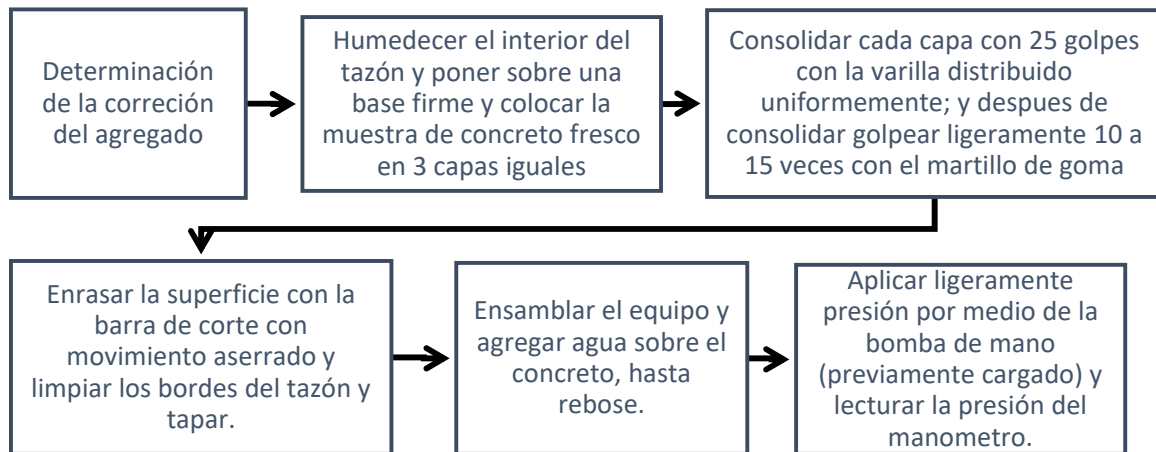 Determinación
de la correción
del agregado
Humedecer el interior del
tazón y poner sobre una
base firme y colocar la
muestra de concreto fresco
en 3 capas iguales
Consolidar cada capa con 25 golpes
con la varilla distribuido
uniformemente; y despues de
consolidar golpear ligeramente 10 a
15 veces con el martillo de goma
Enrasar la superficie con la
barra de corte con
movimiento aserrado y
limpiar los bordes del tazón y
tapar.
Ensamblar el equipo y
agregar agua sobre el
concreto, hasta
rebose.
Aplicar ligeramente
presión por medio de la
bomba de mano
(previamente cargado) y
lecturar la presión del
manometro.